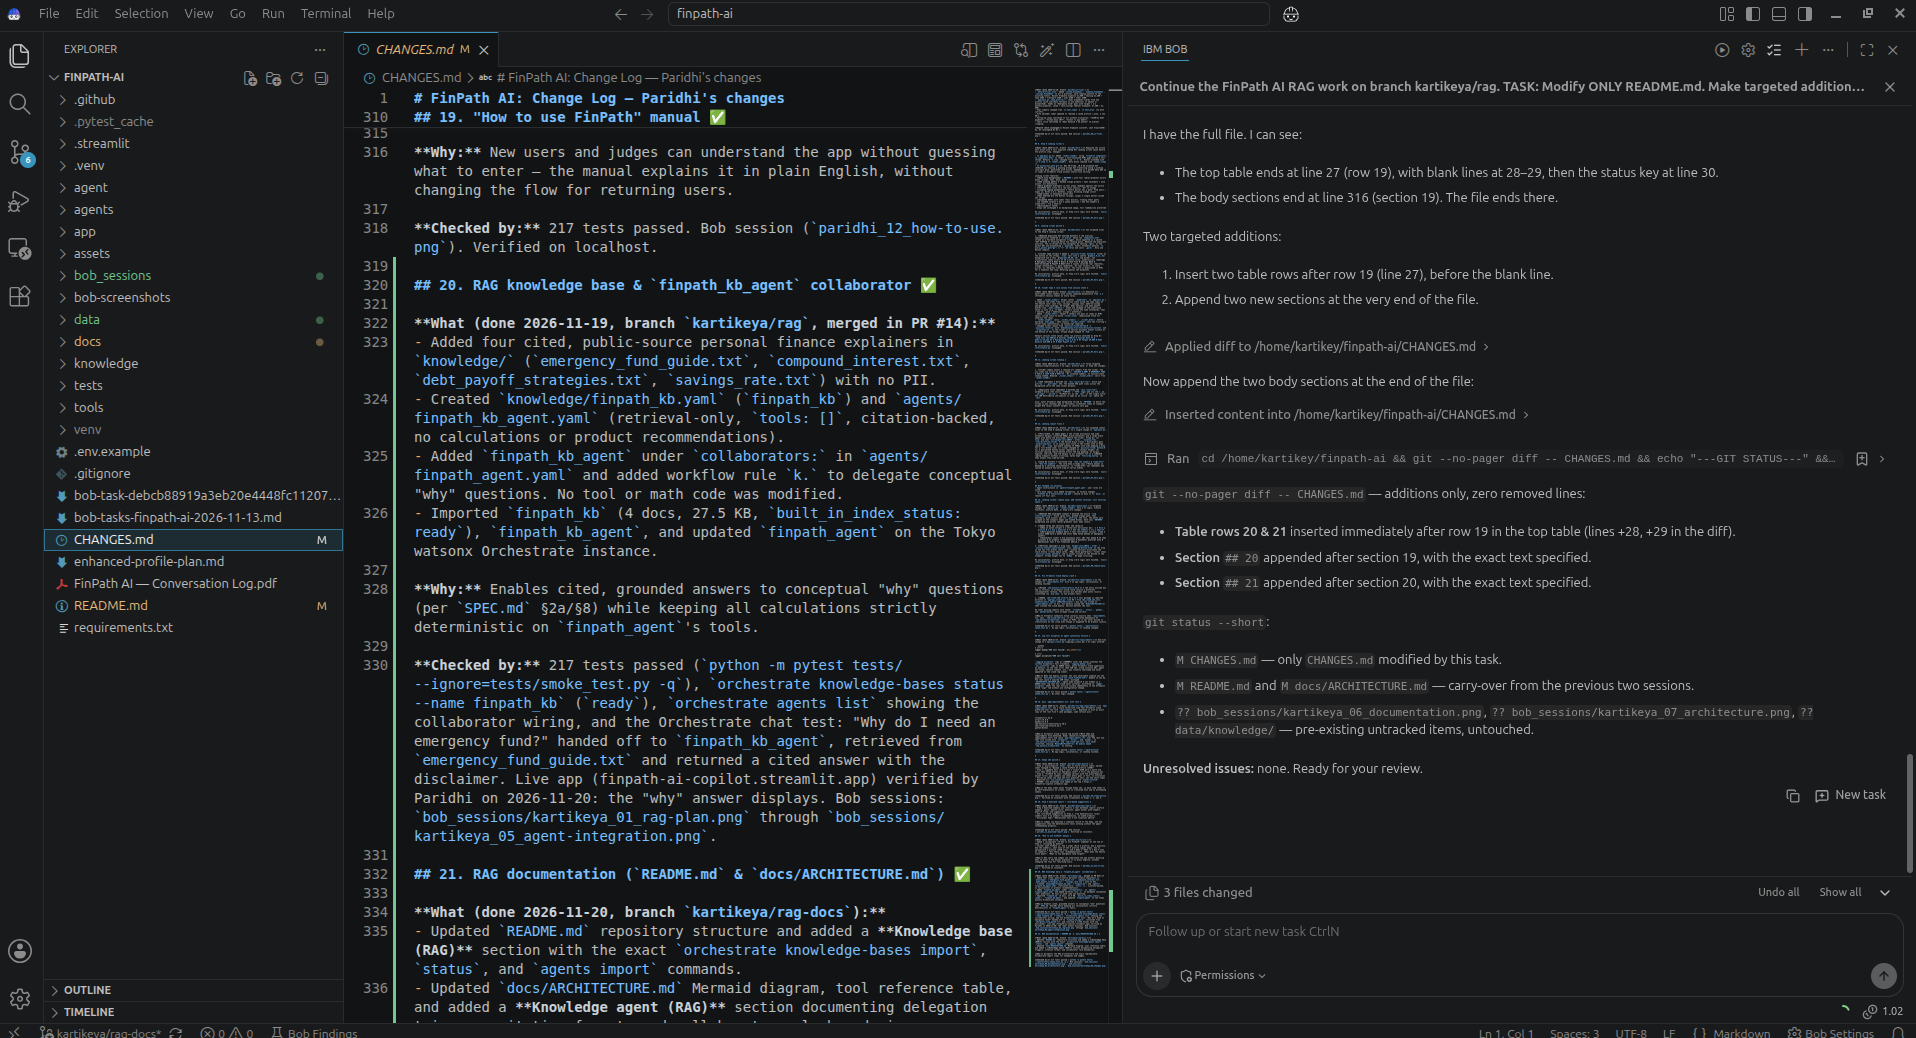 File Edit Selection View Go Run Terminal Help
finpath-ai
EXPLORER
FINPATH-AI
.github
.pytest_cache
.streamlit
.venv
agent
agents
app
assets
bob_sessions
bob-screenshots
data
docs
knowledge
tests
tools
venv
.env.example
.gitignore
bob-task-debcb88919a3eb20e4448fc11207...
bob-tasks-finpath-ai-2026-11-13.md
CHANGES.md M
enhanced-profile-plan.md
FinPath AI — Conversation Log.pdf
README.md M
requirements.txt
OUTLINE
TIMELINE
6
CHANGES.md M
CHANGES.md > abc # FinPath AI: Change Log — Paridhi's changes
1 # FinPath AI: Change Log — Paridhi's changes
310 ## 19. "How to use FinPath" manual ✅
315
316 **Why:** New users and judges can understand the app without guessing
what to enter — the manual explains it in plain English, without
changing the flow for returning users.
317
318 **Checked by:** 217 tests passed. Bob session (`paridhi_12_how-to-use.
png`). Verified on localhost.
319
320 ## 20. RAG knowledge base & `finpath_kb_agent` collaborator ✅
321
322 **What (done 2026-11-19, branch `kartikeya/rag`, merged in PR #14):**
323 - Added four cited, public-source personal finance explainers in
`knowledge/` (`emergency_fund_guide.txt`, `compound_interest.txt`,
`debt_payoff_strategies.txt`, `savings_rate.txt`) with no PII.
324 - Created `knowledge/finpath_kb.yaml` (`finpath_kb`) and `agents/
finpath_kb_agent.yaml` (retrieval-only, `tools: []`, citation-backed,
no calculations or product recommendations).
325 - Added `finpath_kb_agent` under `collaborators:` in `agents/
finpath_agent.yaml` and added workflow rule `k.` to delegate conceptual
"why" questions. No tool or math code was modified.
326 - Imported `finpath_kb` (4 docs, 27.5 KB, `built_in_index_status:
ready`), `finpath_kb_agent`, and updated `finpath_agent` on the Tokyo
watsonx Orchestrate instance.
327
328 **Why:** Enables cited, grounded answers to conceptual "why" questions
(per `SPEC.md` §2a/§8) while keeping all calculations strictly
deterministic on `finpath_agent`'s tools.
329
330 **Checked by:** 217 tests passed (`python -m pytest tests/
--ignore=tests/smoke_test.py -q`), `orchestrate knowledge-bases status
--name finpath_kb` (`ready`), `orchestrate agents list` showing the
collaborator wiring, and the Orchestrate chat test: "Why do I need an
emergency fund?" handed off to `finpath_kb_agent`, retrieved from
`emergency_fund_guide.txt` and returned a cited answer with the
disclaimer. Live app (finpath-ai-copilot.streamlit.app) verified by
Paridhi on 2026-11-20: the "why" answer displays. Bob sessions:
`bob_sessions/kartikeya_01_rag-plan.png` through `bob_sessions/
kartikeya_05_agent-integration.png`.
331
332 ## 21. RAG documentation (`README.md` & `docs/ARCHITECTURE.md`) ✅
333
334 **What (done 2026-11-20, branch `kartikeya/rag-docs`):**
335 - Updated `README.md` repository structure and added a **Knowledge base
(RAG)** section with the exact `orchestrate knowledge-bases import`,
`status`, and `agents import` commands.
336 - Updated `docs/ARCHITECTURE.md` Mermaid diagram, tool reference table,
and added a **Knowledge agent (RAG)** section documenting delegation
IBM BOB
Continue the FinPath AI RAG work on branch kartikeya/rag. TASK: Modify ONLY README.md. Make targeted addition...
I have the full file. I can see:
• The top table ends at line 27 (row 19), with blank lines at 28–29, then the status key at line 30.
• The body sections end at line 316 (section 19). The file ends there.
Two targeted additions:
1. Insert two table rows after row 19 (line 27), before the blank line.
2. Append two new sections at the very end of the file.
Applied diff to /home/kartikey/finpath-ai/CHANGES.md
Now append the two body sections at the end of the file:
Inserted content into /home/kartikey/finpath-ai/CHANGES.md
Ran cd /home/kartikey/finpath-ai && git --no-pager diff -- CHANGES.md && echo "---GIT STATUS---" &&...
git --no-pager diff -- CHANGES.md — additions only, zero removed lines:
• Table rows 20 & 21 inserted immediately after row 19 in the top table (lines +28, +29 in the diff).
• Section ## 20 appended after section 19, with the exact text specified.
• Section ## 21 appended after section 20, with the exact text specified.
git status --short:
• M CHANGES.md — only CHANGES.md modified by this task.
• M README.md and M docs/ARCHITECTURE.md — carry-over from the previous two sessions.
• ?? bob_sessions/kartikeya_06_documentation.png, ?? bob_sessions/kartikeya_07_architecture.png, ??
data/knowledge/ — pre-existing untracked items, untouched.
Unresolved issues: none. Ready for your review.
New task
3 files changed Undo all Show all
Follow up or start new task CtrlN
Permissions
1.02
kartikeya/rag-docs* 0 0 Bob Findings Ln 1, Col 1 Spaces: 3 UTF-8 LF { } Markdown Bob Settings